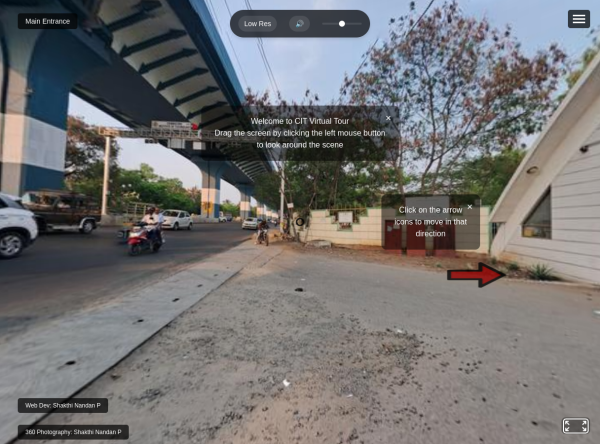 Main Entrance
Low Res
Welcome to CIT Virtual Tour
Drag the screen by clicking the left mouse button
to look around the scene
Click on the arrow
icons to move in that
direction
Web Dev: Shakthi Nandan P
360 Photography: Shakthi Nandan P